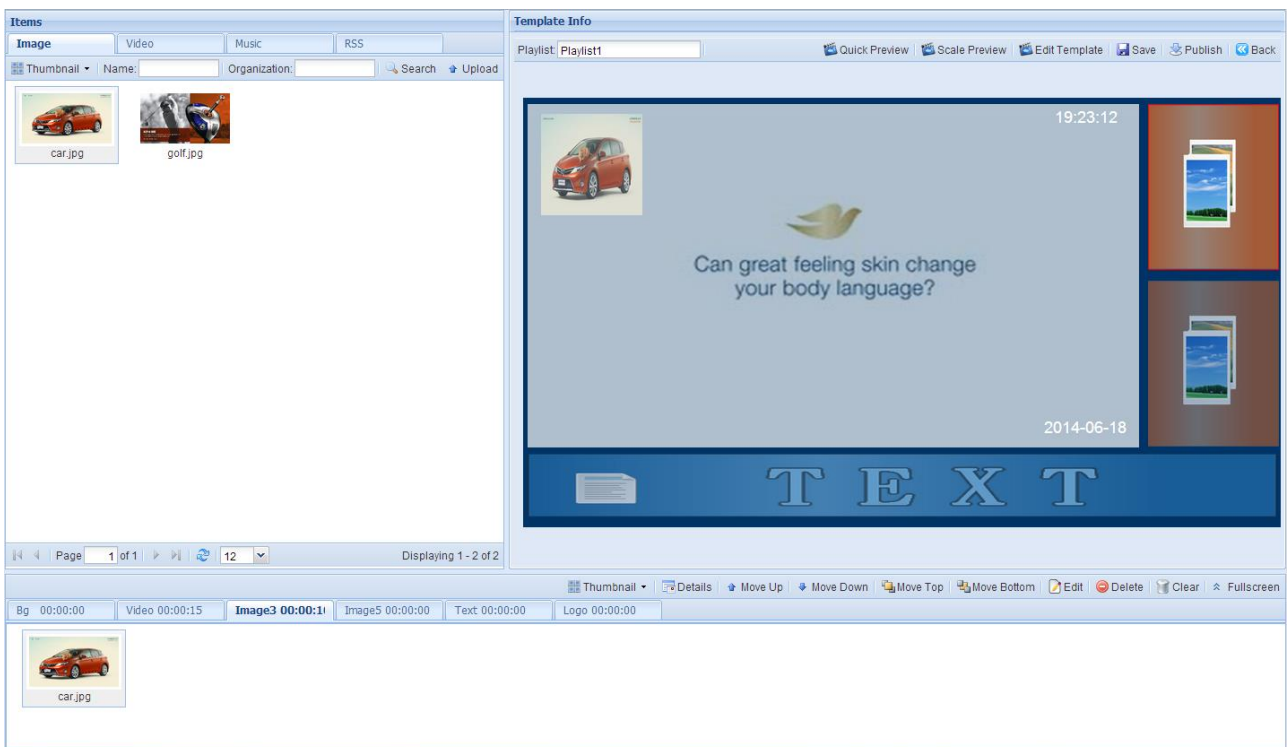 Items
Image Video Music RSS
Thumbnail Name: Organization: Search Upload
car.jpg golf.jpg
Page 1 of 1 12 Displaying 1 - 2 of 2
Template Info
Playlist: Playlist1 Quick Preview Scale Preview Edit Template Save Publish Back
19:23:12
Can great feeling skin change
your body language?
2014-06-18
TEXT
Thumbnail Details Move Up Move Down Move Top Move Bottom Edit Delete Clear Fullscreen
Bg 00:00:00 Video 00:00:15 Image3 00:00:1 Image5 00:00:00 Text 00:00:00 Logo 00:00:00
car.jpg